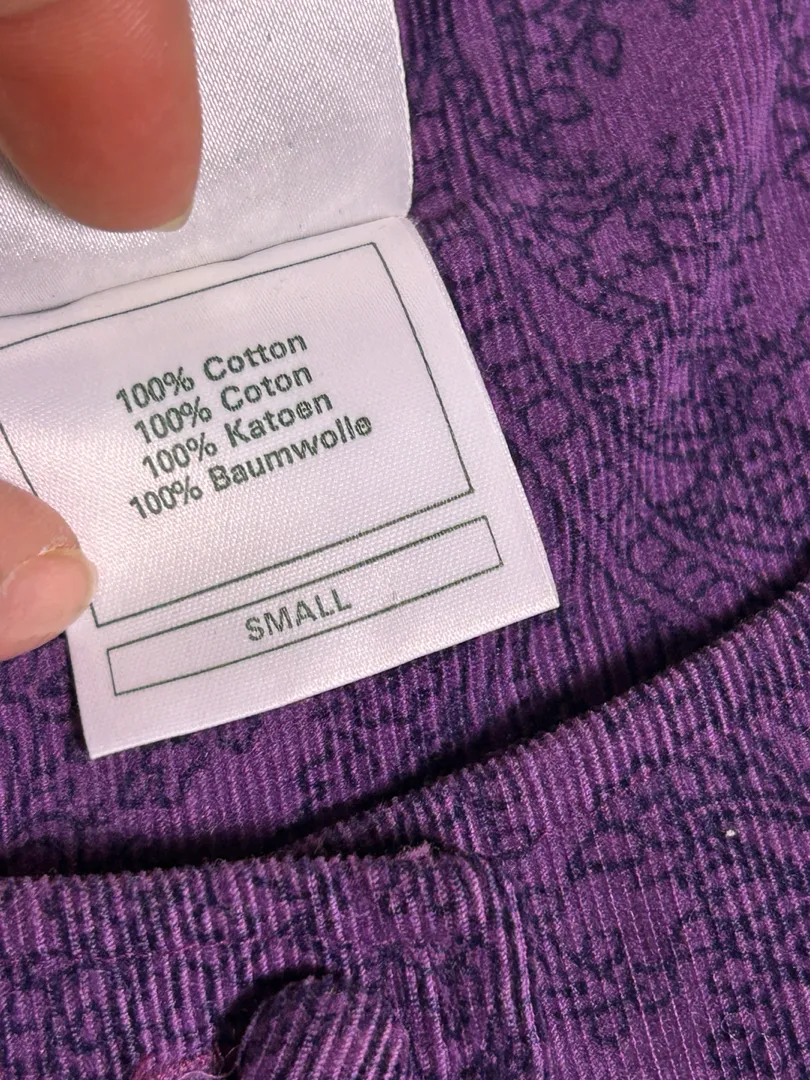 100% Cotton
100% Coton
100% Katoen
100% Baumwolle
SMALL